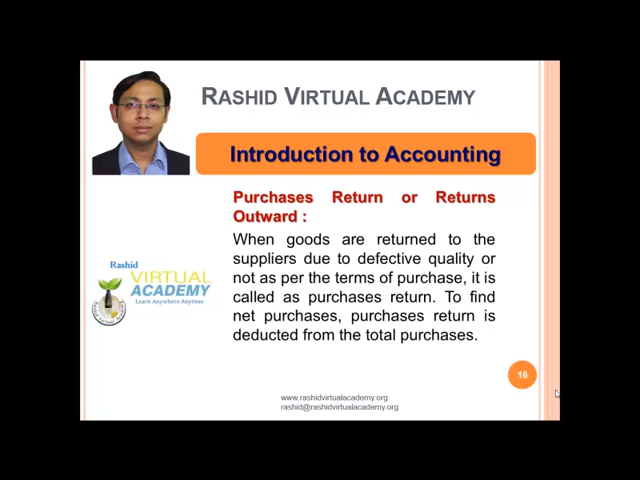 RASHID VIRTUAL ACADEMY
Introduction to Accounting
Purchases Return or Returns
Outward :
When goods are returned to the
suppliers due to defective quality or
not as per the terms of purchase, it is
called as purchases return. To find
net purchases, purchases return is
deducted from the total purchases.
Rashid
VIRTUAL
ACADEMY
Learn Anywhere Anytime
16
www.rashidvirtualacademy.org
rashid@rashidvirtualacademy.org